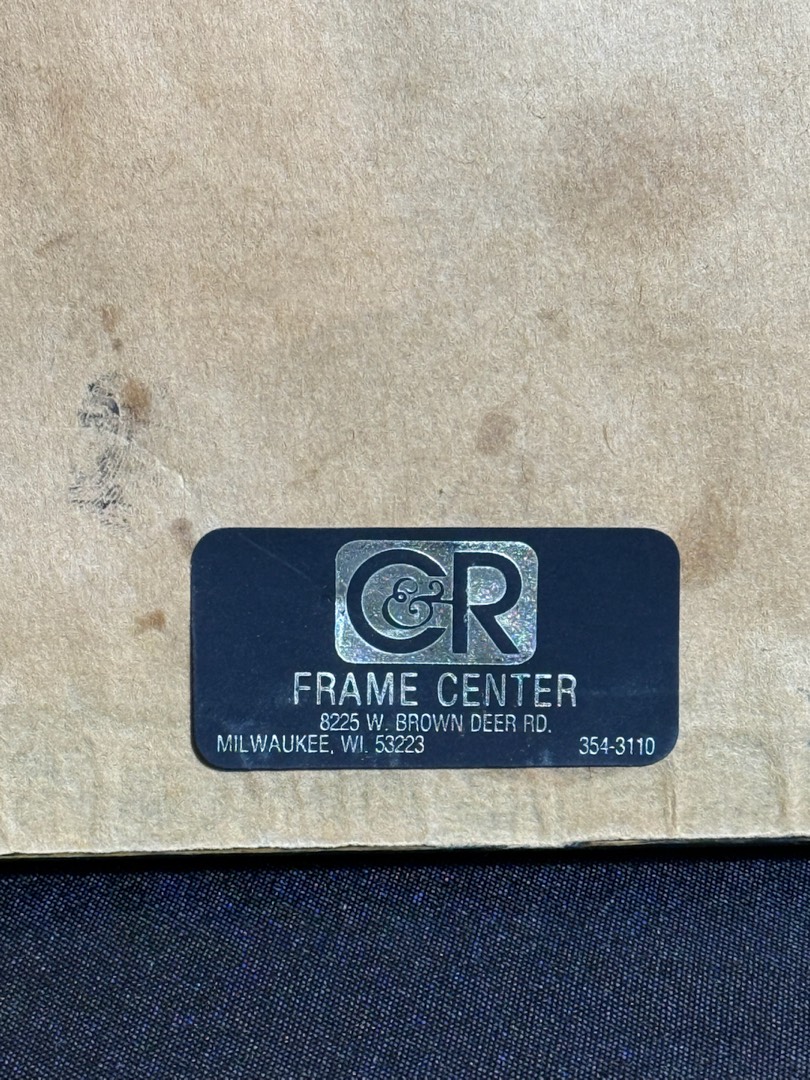 C&R
FRAME CENTER
8225 W. BROWN DEER RD.
MILWAUKEE, WI. 53223 354-3110